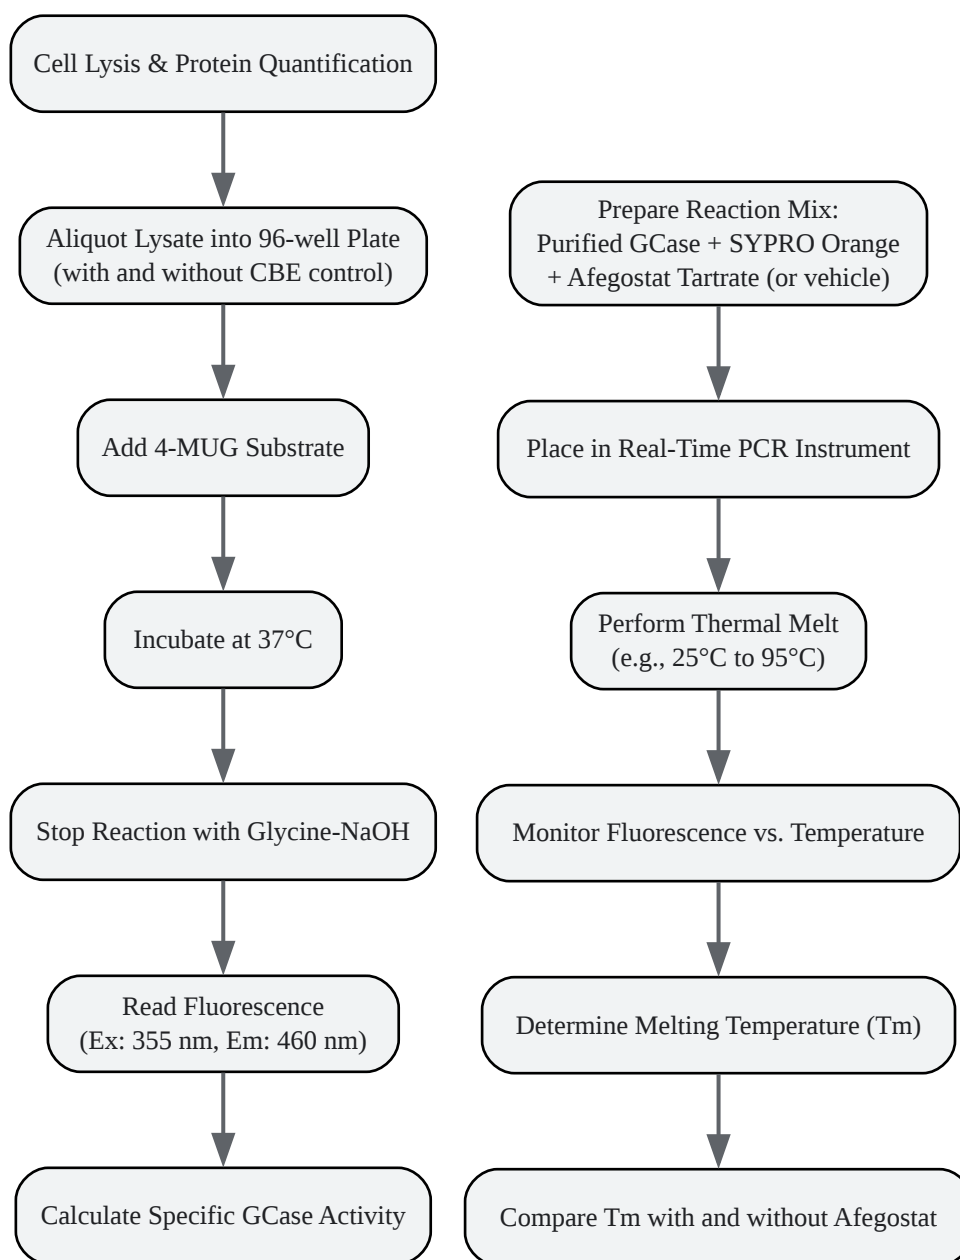 Cell Lysis & Protein Quantification
Aliquot Lysate into 96-well Plate
(with and without CBE control)
Add 4-MUG Substrate
Incubate at 37°C
Stop Reaction with Glycine-NaOH
Read Fluorescence
(Ex: 355 nm, Em: 460 nm)
Calculate Specific GCase Activity
Prepare Reaction Mix:
Purified GCase + SYPRO Orange
+ Afegostat Tartrate (or vehicle)
Place in Real-Time PCR Instrument
Perform Thermal Melt
(e.g., 25°C to 95°C)
Monitor Fluorescence vs. Temperature
Determine Melting Temperature (Tm)
Compare Tm with and without Afegostat